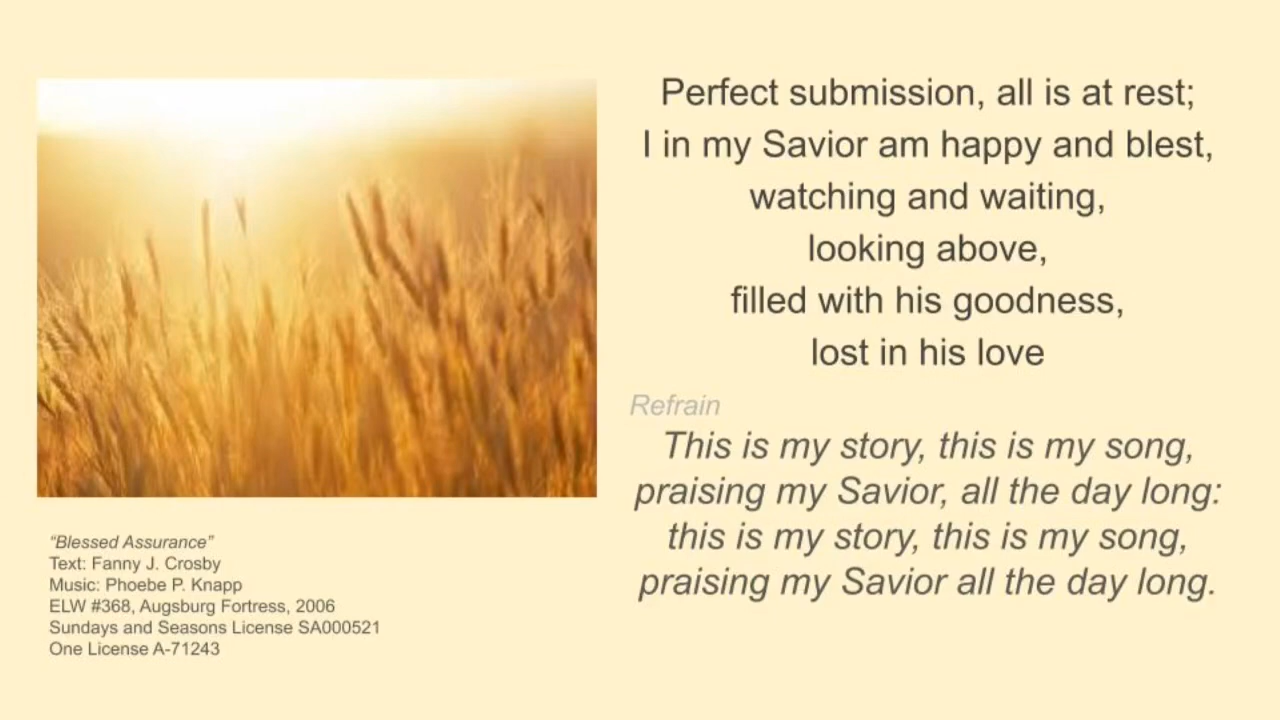 Perfect submission, all is at rest;
I in my Savior am happy and blest,
watching and waiting,
looking above,
filled with his goodness,
lost in his love
Refrain
This is my story, this is my song,
praising my Savior, all the day long:
this is my story, this is my song,
praising my Savior all the day long.
“Blessed Assurance”
Text: Fanny J. Crosby
Music: Phoebe P. Knapp
ELW #368, Augsburg Fortress, 2006
Sundays and Seasons License SA000521
One License A-71243